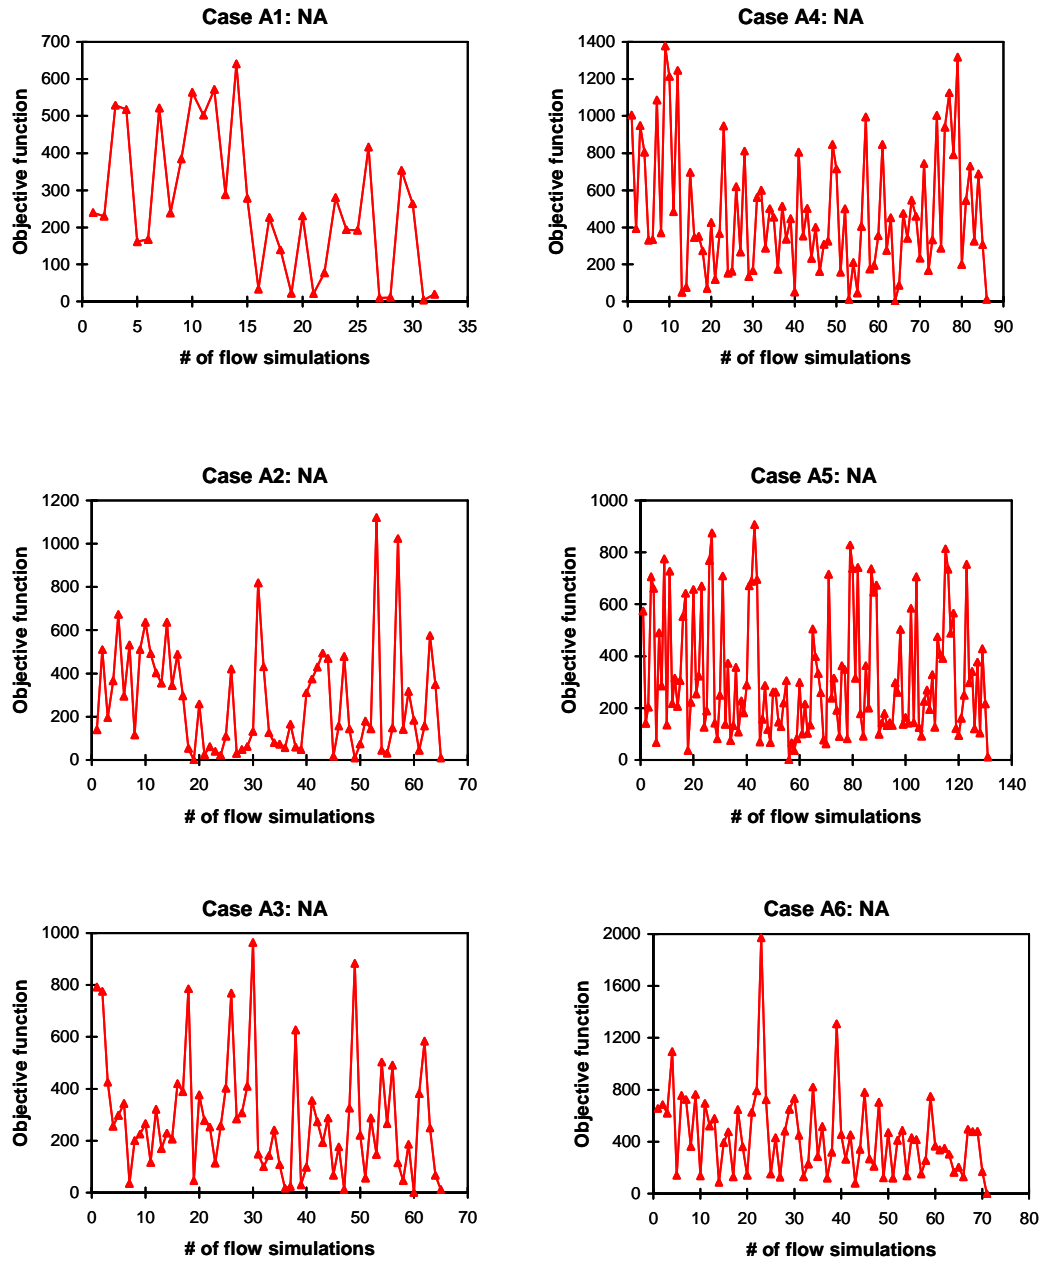 Case A1: NA
700
600
500
400
300
200
100
0
0 5 10 15 20 25 30 35
Objective function
# of flow simulations
Case A4: NA
1400
1200
1000
800
600
400
200
0
0 10 20 30 40 50 60 70 80 90
Objective function
# of flow simulations
Case A2: NA
1200
1000
800
600
400
200
0
0 10 20 30 40 50 60 70
Objective function
# of flow simulations
Case A5: NA
1000
800
600
400
200
0
0 20 40 60 80 100 120 140
Objective function
# of flow simulations
Case A3: NA
1000
800
600
400
200
0
0 10 20 30 40 50 60 70
Objective function
# of flow simulations
Case A6: NA
2000
1600
1200
800
400
0
0 10 20 30 40 50 60 70 80
Objective function
# of flow simulations